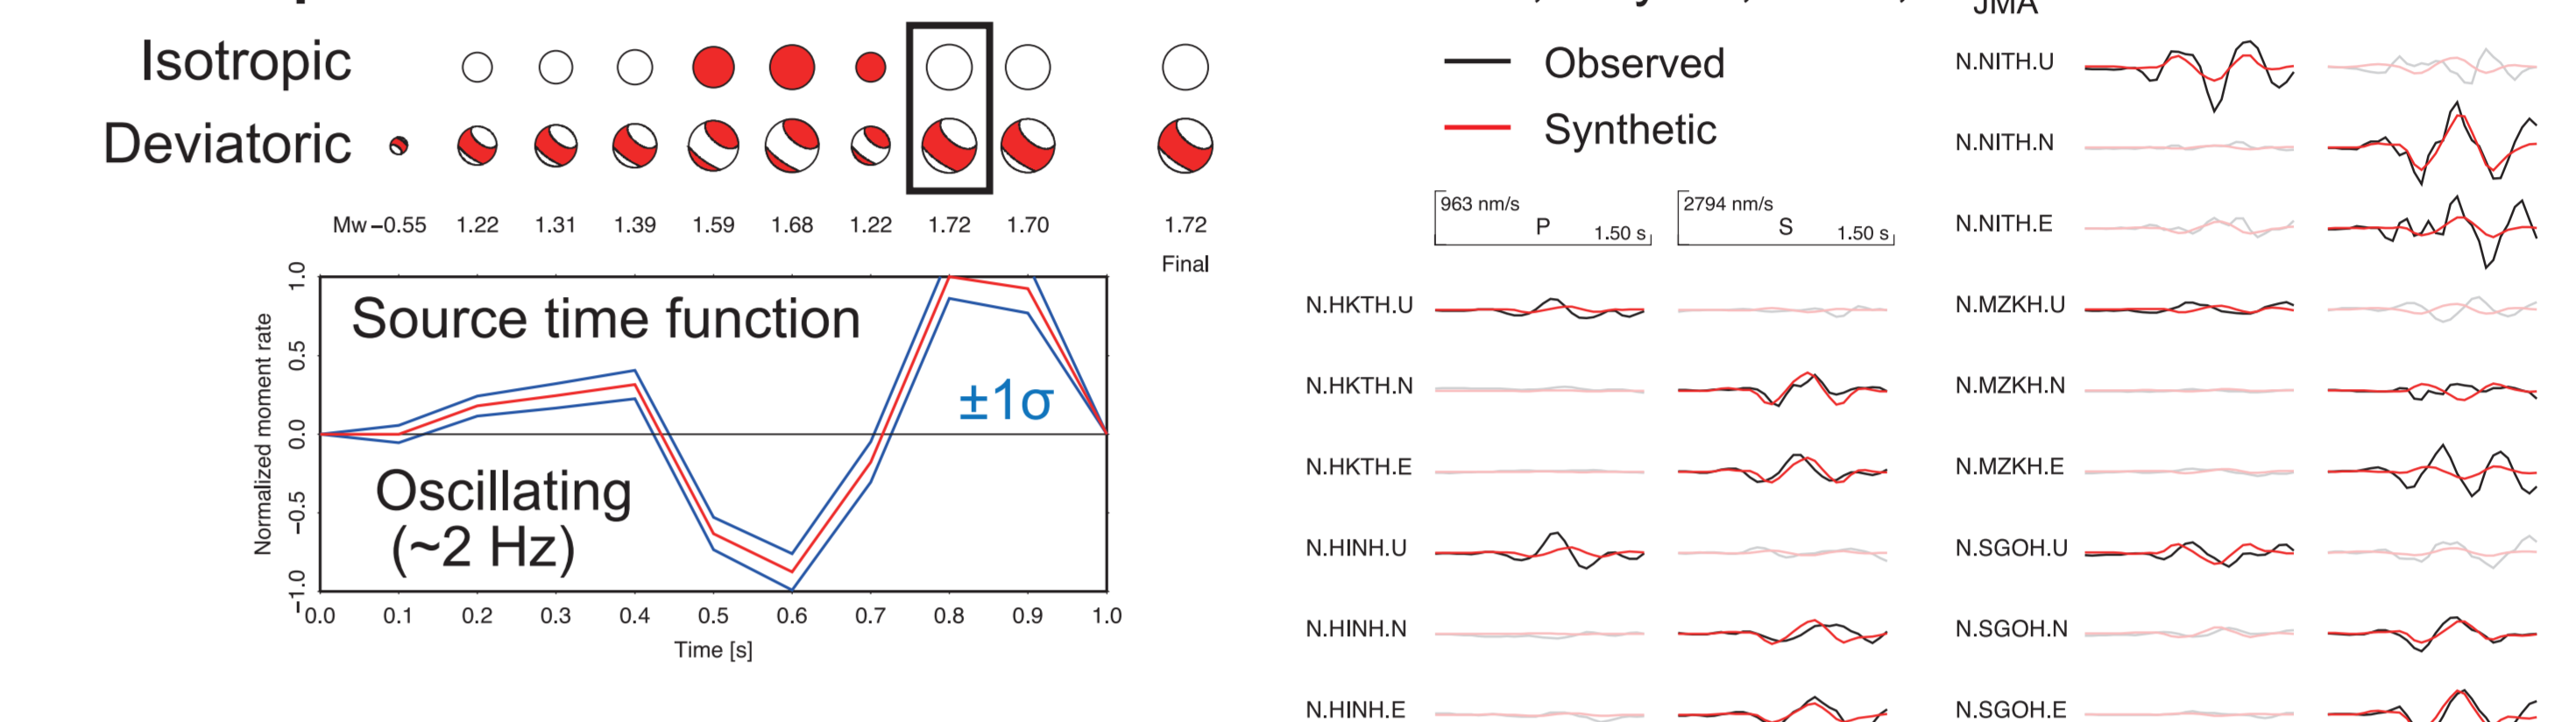 Isotropic
Deviatoric
Mw −0.55 1.22 1.31 1.39 1.59 1.68 1.22 1.72 1.70 1.72
Final
1.0
0.5
0.0
−0.5
−1.0
Normalized moment rate
Source time function
±1σ
Oscillating
(~2 Hz)
0.0 0.1 0.2 0.3 0.4 0.5 0.6 0.7 0.8 0.9 1.0
Time [s]
Observed
Synthetic
963 nm/s
P
1.50 s
2794 nm/s
S
1.50 s
N.HKTH.U
N.HKTH.N
N.HKTH.E
N.HINH.U
N.HINH.N
N.HINH.E
JMA
N.NITH.U
N.NITH.N
N.NITH.E
N.MZKH.U
N.MZKH.N
N.MZKH.E
N.SGOH.U
N.SGOH.N
N.SGOH.E